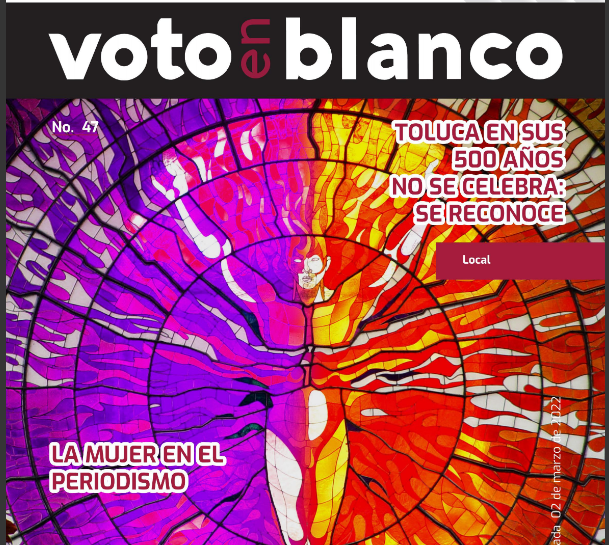 voto en blanco
No. 47
TOLUCA EN SUS
500 AÑOS
NO SE CELEBRA:
SE RECONOCE
Local
LA MUJER EN EL
PERIODISMO
02 de marzo de 2022